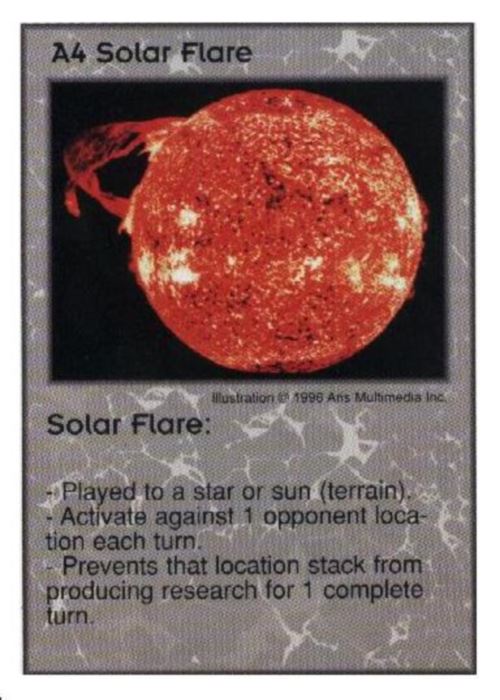 A4 Solar Flare
Illustration © 1996 Aris Multimedia Inc.
Solar Flare:
- Played to a star or sun (terrain).
- Activate against 1 opponent loca-
tion each turn.
- Prevents that location stack from
producing research for 1 complete
turn.